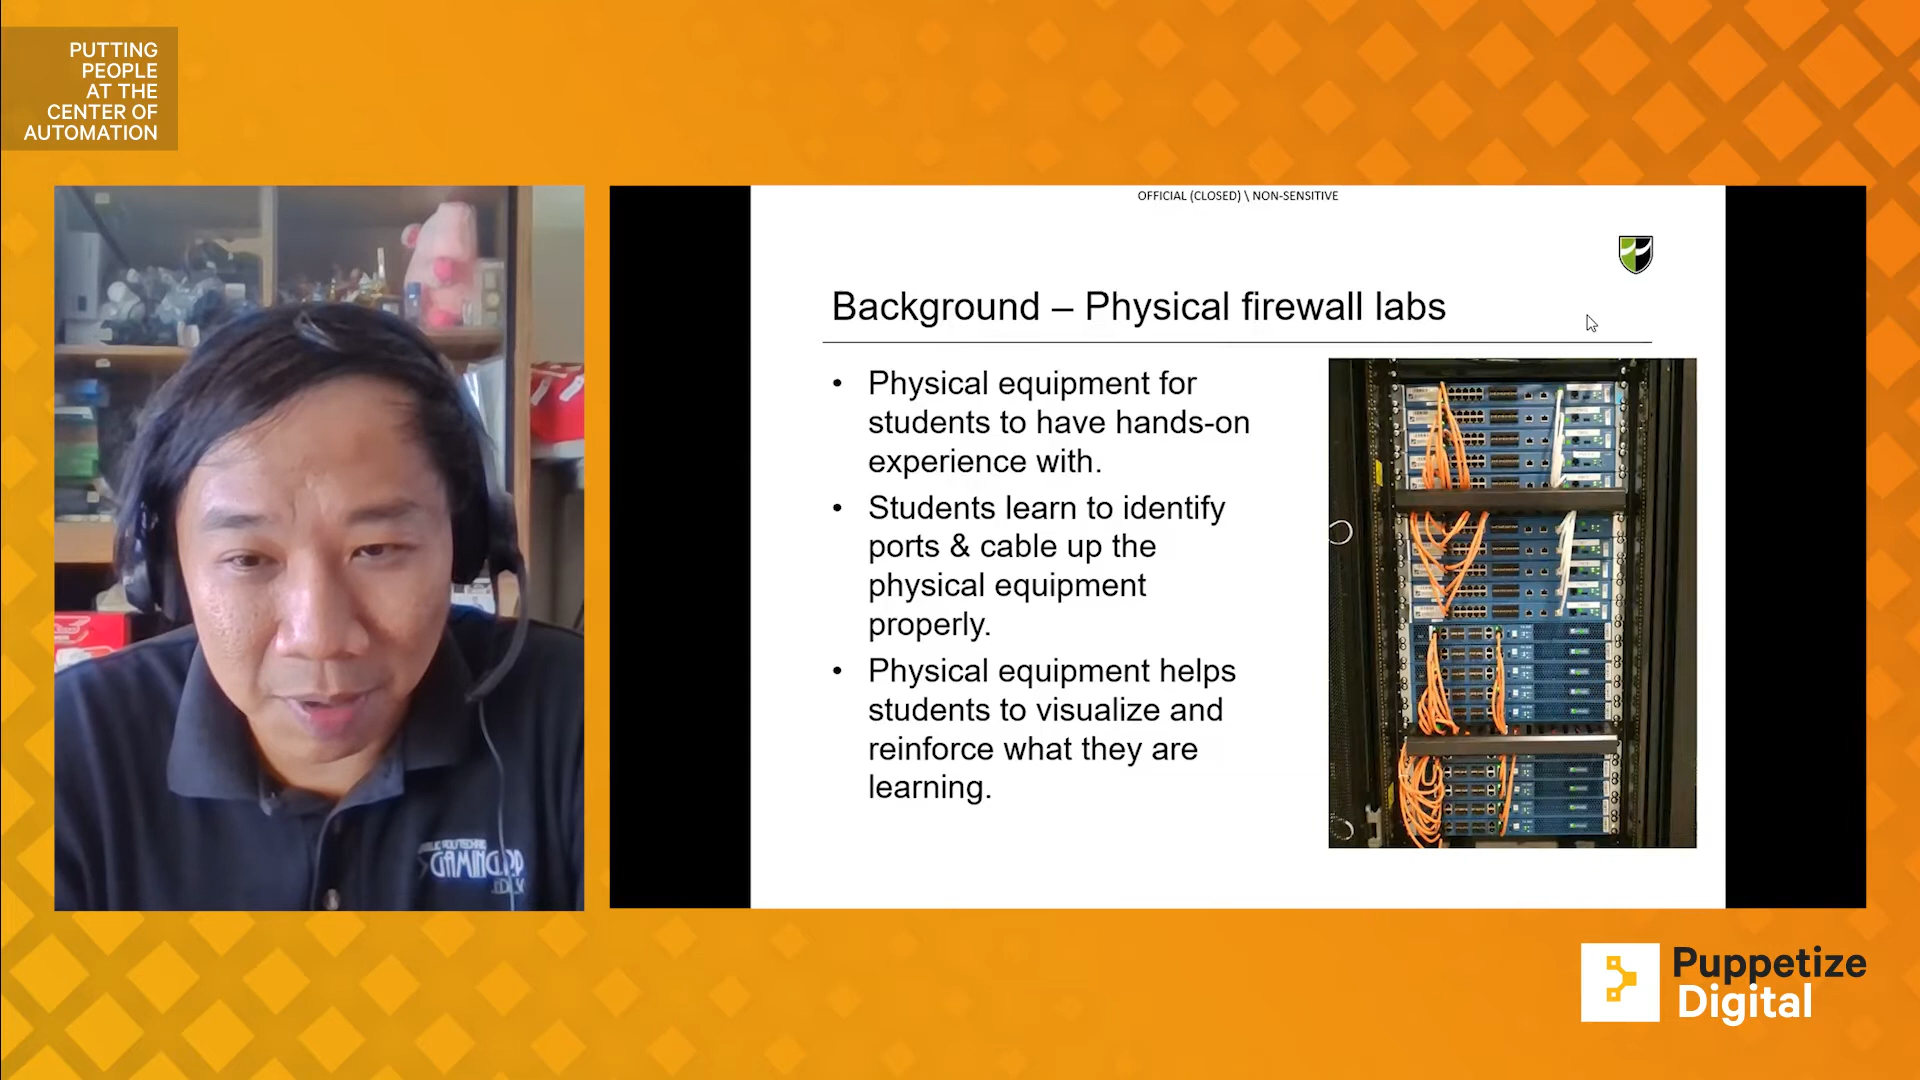 PUTTING
PEOPLE
AT THE
CENTER OF
AUTOMATION
OFFICIAL (CLOSED) \ NON-SENSITIVE
Background – Physical firewall labs
• Physical equipment for
students to have hands-on
experience with.
• Students learn to identify
ports & cable up the
physical equipment
properly.
• Physical equipment helps
students to visualize and
reinforce what they are
learning.
Puppetize
Digital